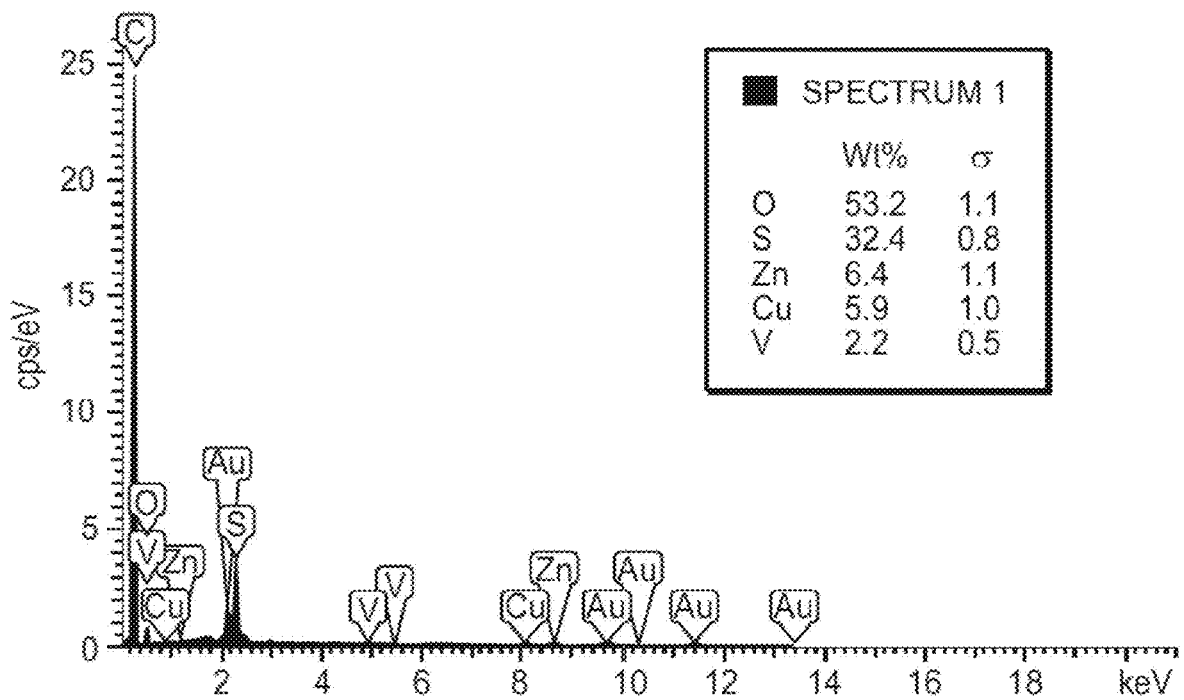 C
25
20
15
10
5
0
cps/eV
SPECTRUM 1
Wt% σ
O 53.2 1.1
S 32.4 0.8
Zn 6.4 1.1
Cu 5.9 1.0
V 2.2 0.5
Au
O
S
V
Zn
Cu
V
V
Cu
Zn
Au
Au
Au
Au
2 4 6 8 10 12 14 16 18 keV